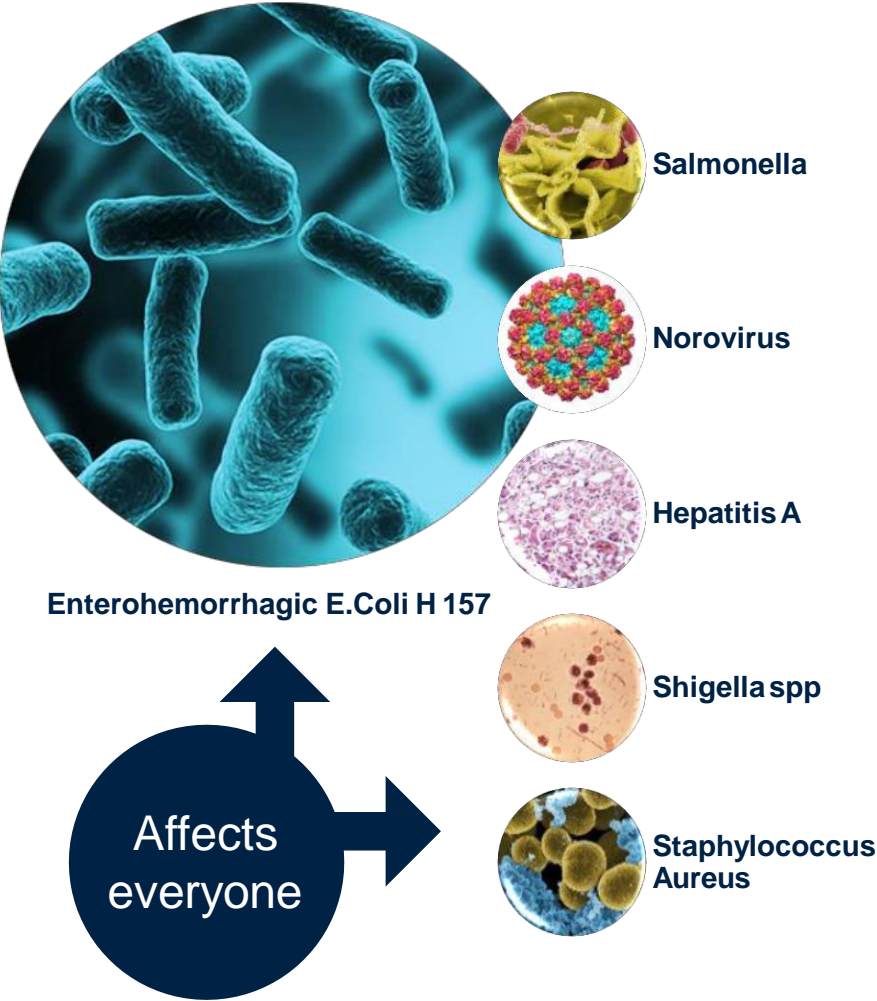 Salmonella
Norovirus
Hepatitis A
Enterohemorrhagic E.Coli H 157
Shigella spp
Affects
everyone
Staphylococcus
Aureus